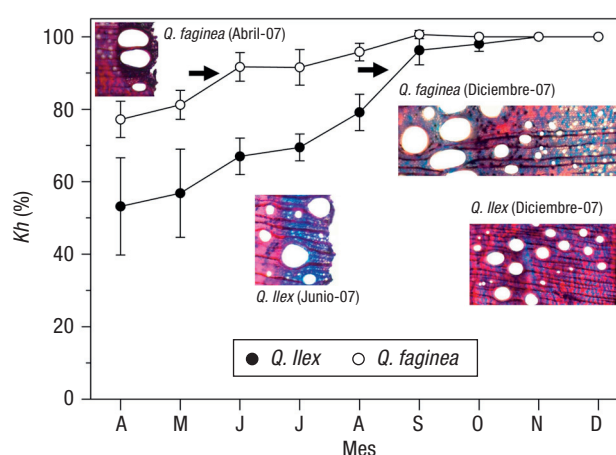 Q. faginea (Abril-07)
Q. faginea (Diciembre-07)
Q. Ilex (Diciembre-07)
Q. Ilex (Junio-07)
Kh (%)
100
80
60
40
20
80
0
Q. Ilex Q. faginea
A M J J A S O N D
Mes